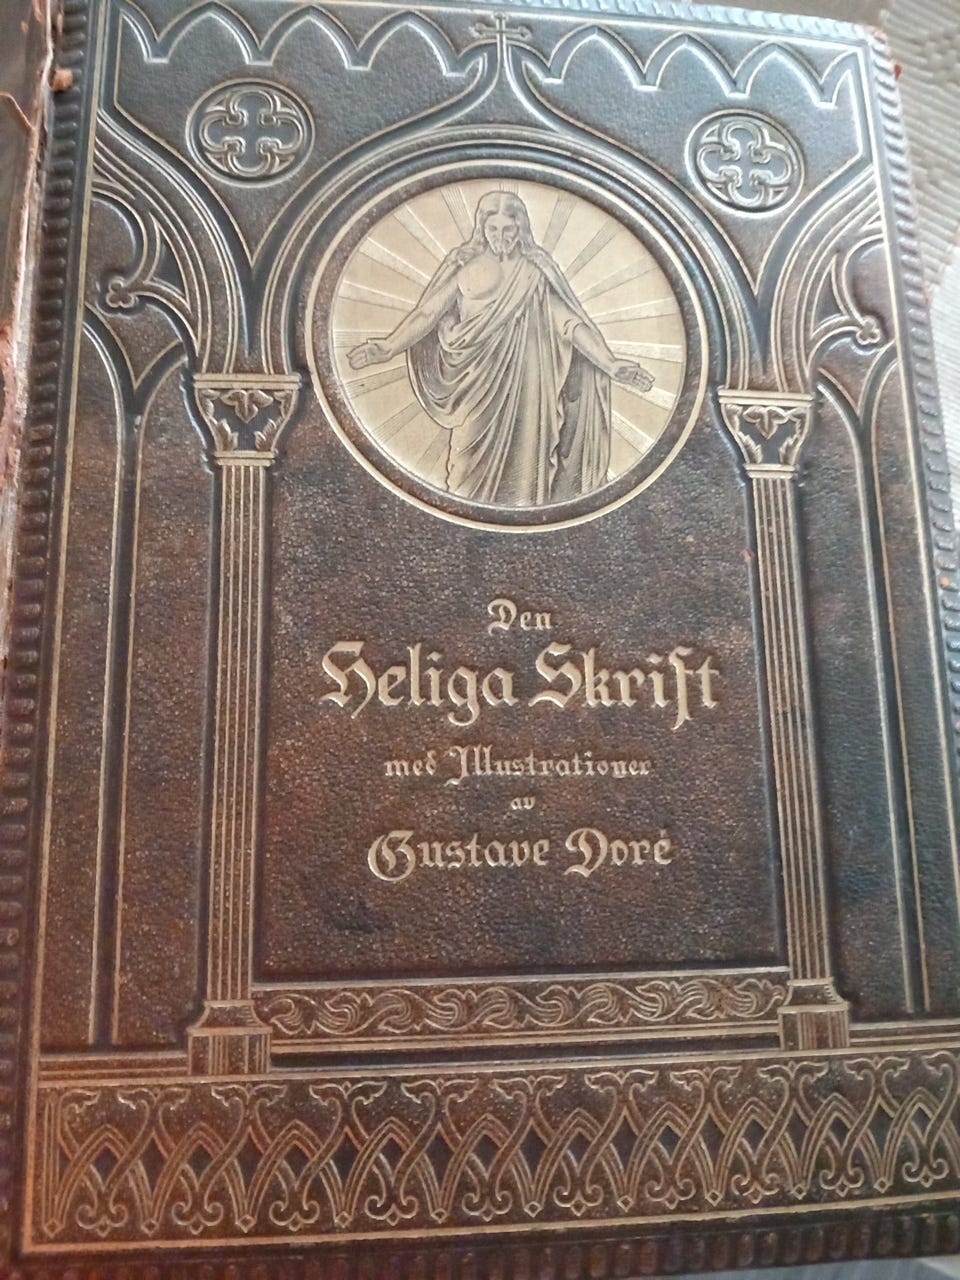 Den
Heliga Skrift
med Illustrationer
av
Gustave Doré